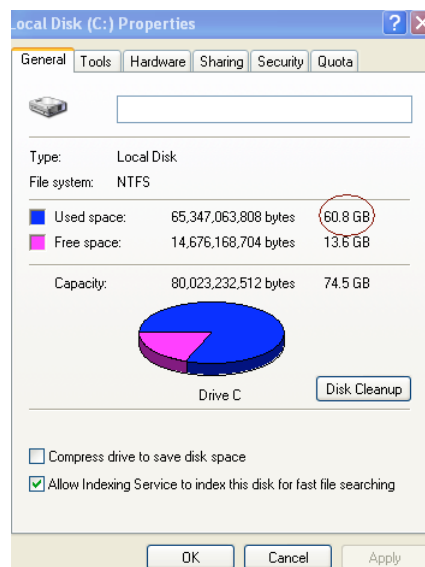 ocal Disk (C:) Properties
General Tools Hardware Sharing Security Quota
Type: Local Disk
File system: NTFS
Used space: 65,347,063,808 bytes 60.8 GB
Free space: 14,676,168,704 bytes 13.6 GB
Capacity: 80,023,232,512 bytes 74.5 GB
Drive C
Disk Cleanup
Compress drive to save disk space
Allow Indexing Service to index this disk for fast file searching
OK Cancel Apply